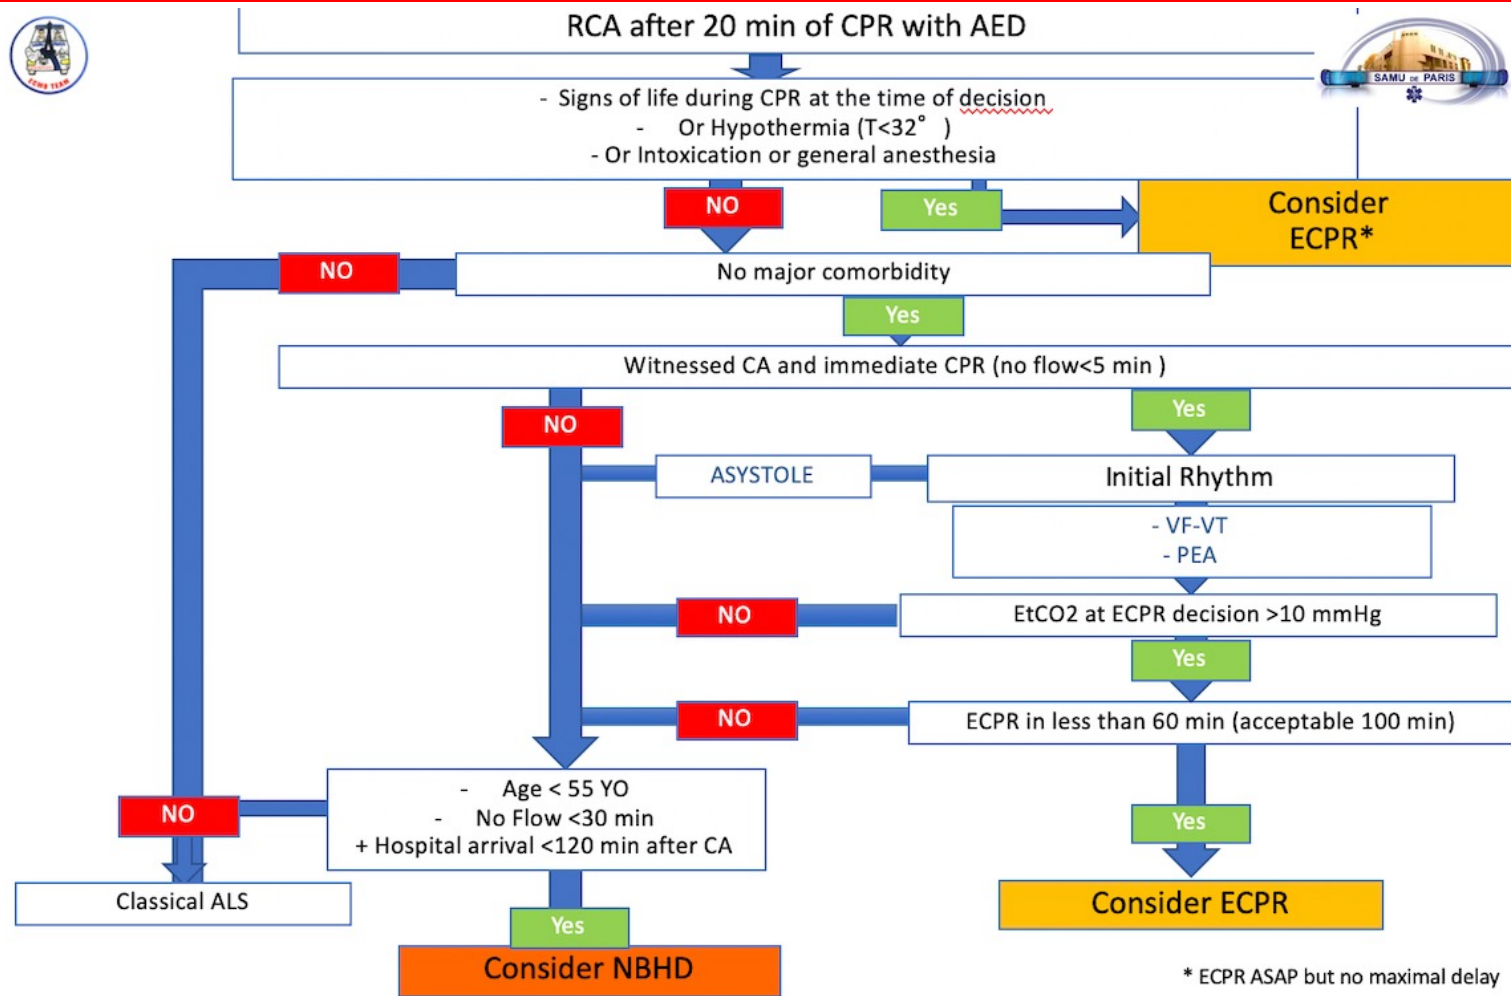 RCA after 20 min of CPR with AED
ECMO TEAM
SAMU DE PARIS
- Signs of life during CPR at the time of decision
- Or Hypothermia (T<32° )
- Or Intoxication or general anesthesia
NO
Yes
Consider
ECPR*
NO
No major comorbidity
Yes
Witnessed CA and immediate CPR (no flow<5 min )
NO
Yes
ASYSTOLE
Initial Rhythm
- VF-VT
- PEA
NO
EtCO2 at ECPR decision >10 mmHg
Yes
NO
ECPR in less than 60 min (acceptable 100 min)
- Age < 55 YO
- No Flow <30 min
+ Hospital arrival <120 min after CA
NO
Yes
Classical ALS
Yes
Consider ECPR
Consider NBHD
* ECPR ASAP but no maximal delay